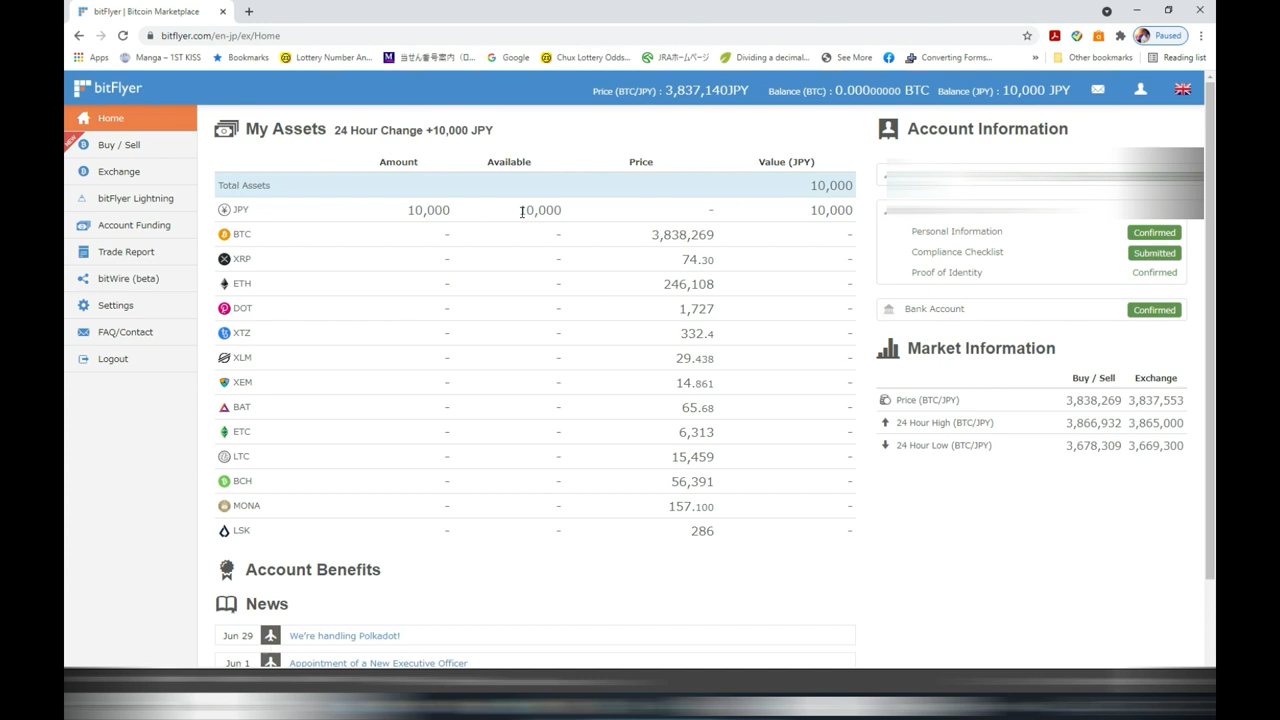 bitFlyer | Bitcoin Marketplace
bitflyer.com/en-jp/ex/Home
Paused
Apps Manga – 1ST KISS Bookmarks Lottery Number An... 当せん番号案内 (ロ... Google Chux Lottery Odds... JRAホームページ Dividing a decimal... See More Converting Forms... » Other bookmarks Reading list
bitFlyer Price (BTC/JPY) : 3,837,140JPY Balance (BTC) : 0.00000000 BTC Balance (JPY) : 10,000 JPY
Home
NEW
Buy / Sell
Exchange
bitFlyer Lightning
Account Funding
Trade Report
bitWire (beta)
Settings
FAQ/Contact
Logout
My Assets 24 Hour Change +10,000 JPY
Amount Available Price Value (JPY)
Total Assets 10,000
JPY 10,000 10,000 - 10,000
BTC - - 3,838,269 -
XRP - - 74.30 -
ETH - - 246,108 -
DOT - - 1,727 -
XTZ - - 332.4 -
XLM - - 29.438 -
XEM - - 14.861 -
BAT - - 65.68 -
ETC - - 6,313 -
LTC - - 15,459 -
BCH - - 56,391 -
MONA - - 157.100 -
LSK - - 286 -
Account Benefits
News
Jun 29 We're handling Polkadot!
Jun 1 Appointment of a New Executive Officer
Account Information
Personal Information Confirmed
Compliance Checklist Submitted
Proof of Identity Confirmed
Bank Account Confirmed
Market Information
Buy / Sell Exchange
Price (BTC/JPY) 3,838,269 3,837,553
24 Hour High (BTC/JPY) 3,866,932 3,865,000
24 Hour Low (BTC/JPY) 3,678,309 3,669,300